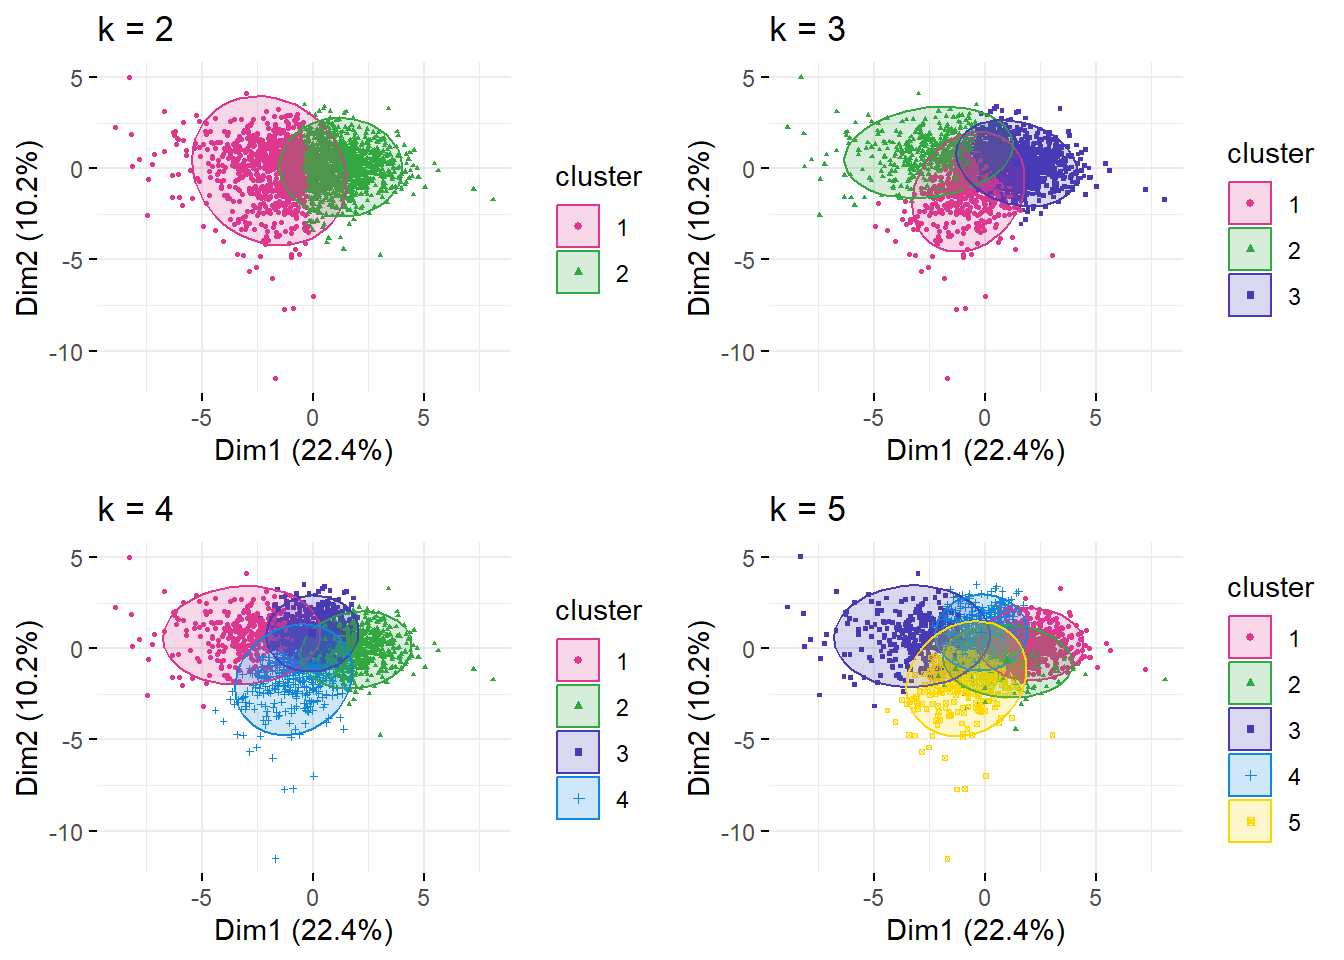 k = 2
5
0
-5
-10
-5 0 5
Dim1 (22.4%)
Dim2 (10.2%)
cluster
1
2
k = 3
5
0
-5
-10
-5 0 5
Dim1 (22.4%)
Dim2 (10.2%)
cluster
1
2
3
k = 4
5
0
-5
-10
-5 0 5
Dim1 (22.4%)
Dim2 (10.2%)
cluster
1
2
3
4
k = 5
5
0
-5
-10
-5 0 5
Dim1 (22.4%)
Dim2 (10.2%)
cluster
1
2
3
4
5